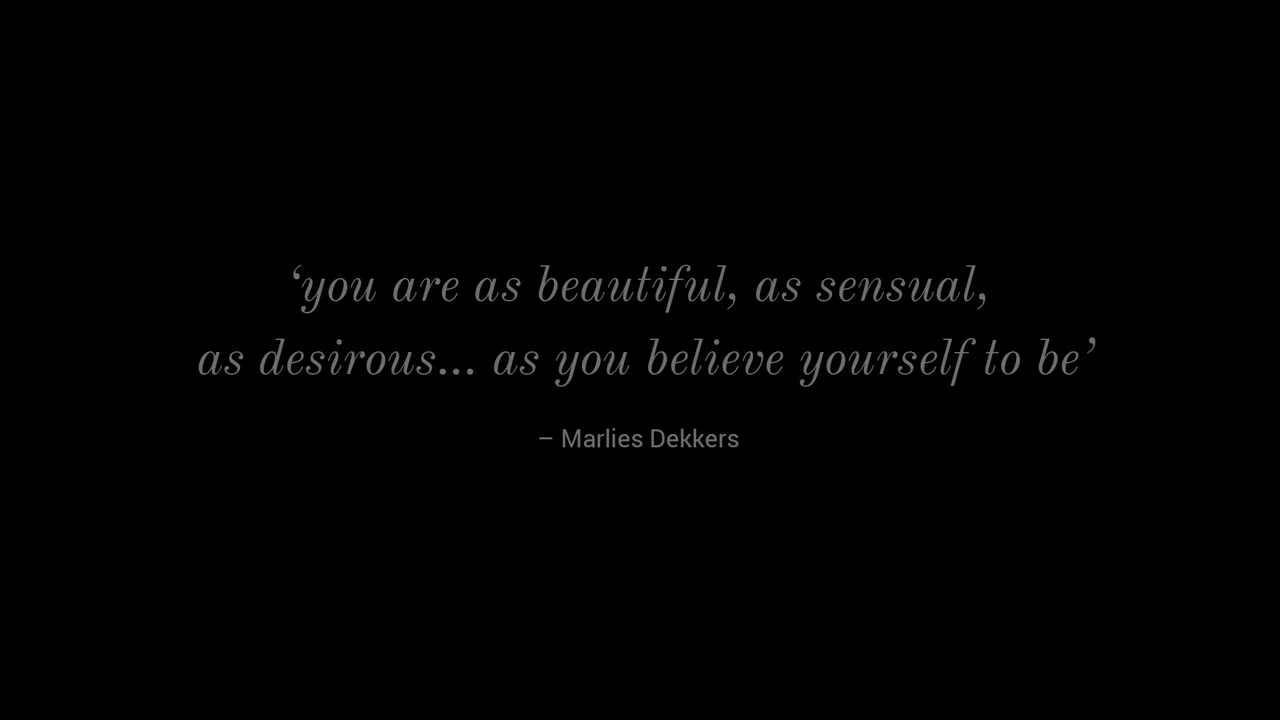 ‘you are as beautiful, as sensual,
as desirous... as you believe yourself to be’
– Marlies Dekkers